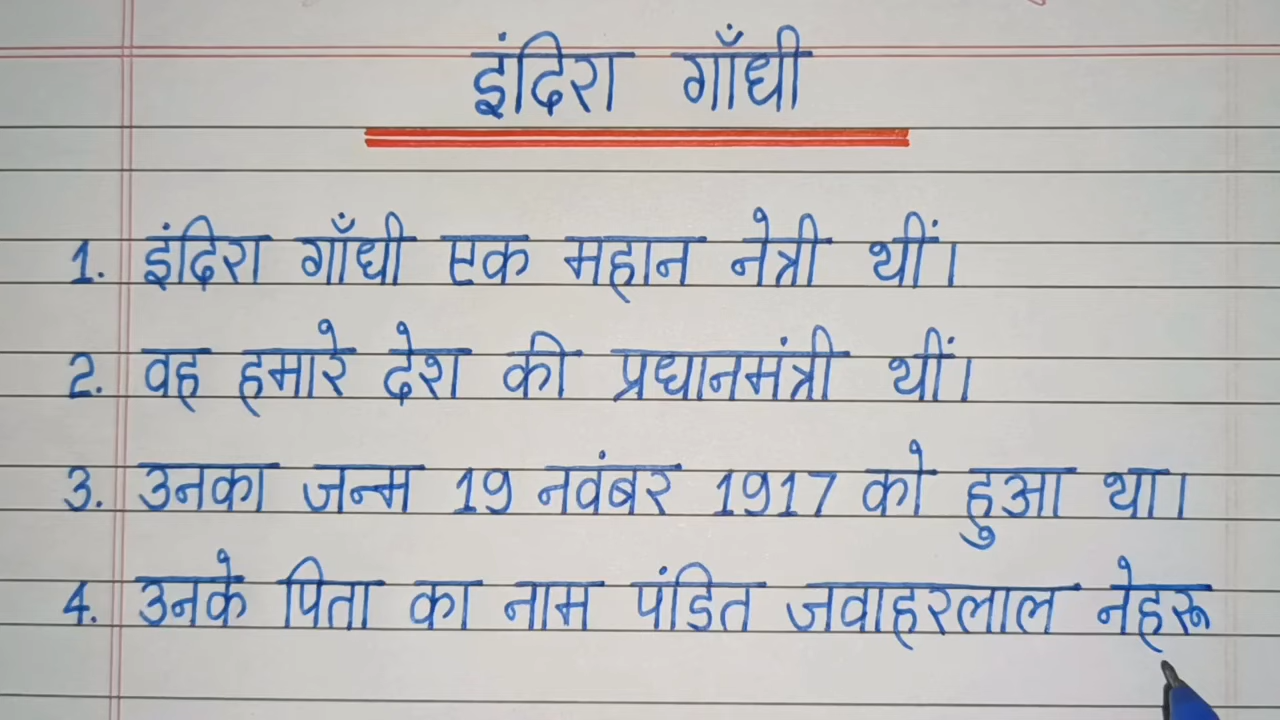 इंदिरा गाँधी
1. इंदिरा गाँधी एक महान नेत्री थीं।
2. वह हमारे देश की प्रधानमंत्री थीं।
3. उनका जन्म 19 नवंबर 1917 को हुआ था।
4. उनके पिता का नाम पंडित जवाहरलाल नेहरू